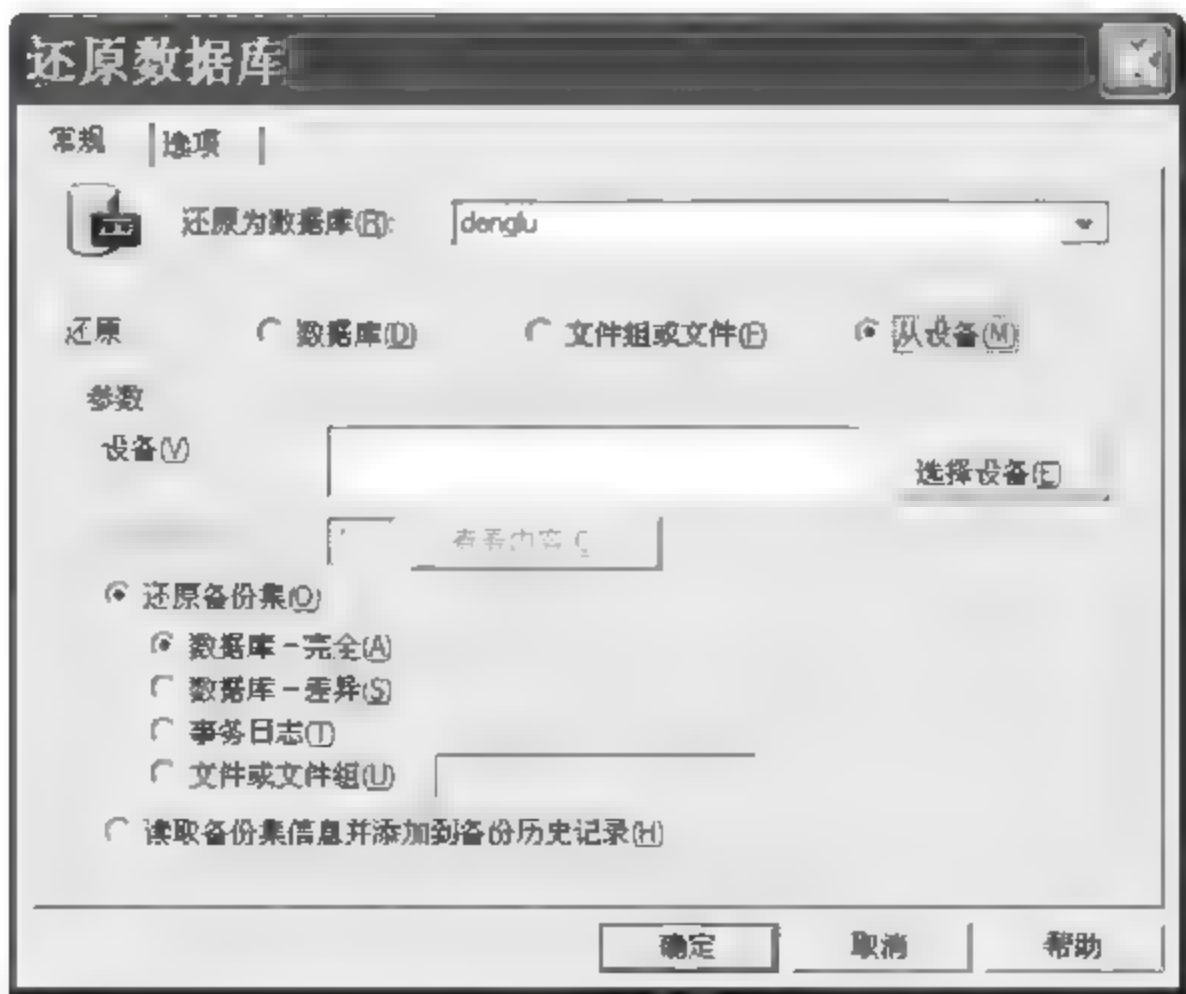 还原数据库
常规 选项
还原为数据库(R): denglu
还原 数据库(D) 文件组或文件(F) 从设备(M)
参数
设备(V) 选择设备(E)
查看内容
还原备份集(O)
数据库-完全(A)
数据库-差异(S)
事务日志(T)
文件或文件组(U)
读取备份集信息并添加到备份历史记录(H)
确定 取消 帮助